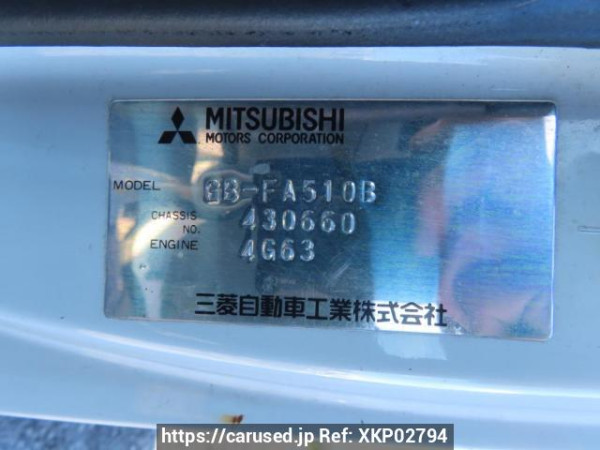 MITSUBISHI
MOTORS CORPORATION
MODEL GB-FA510B
CHASSIS NO. 430660
ENGINE 4G63
三菱自動車工業株式会社
https://carused.jp Ref: XKP02794